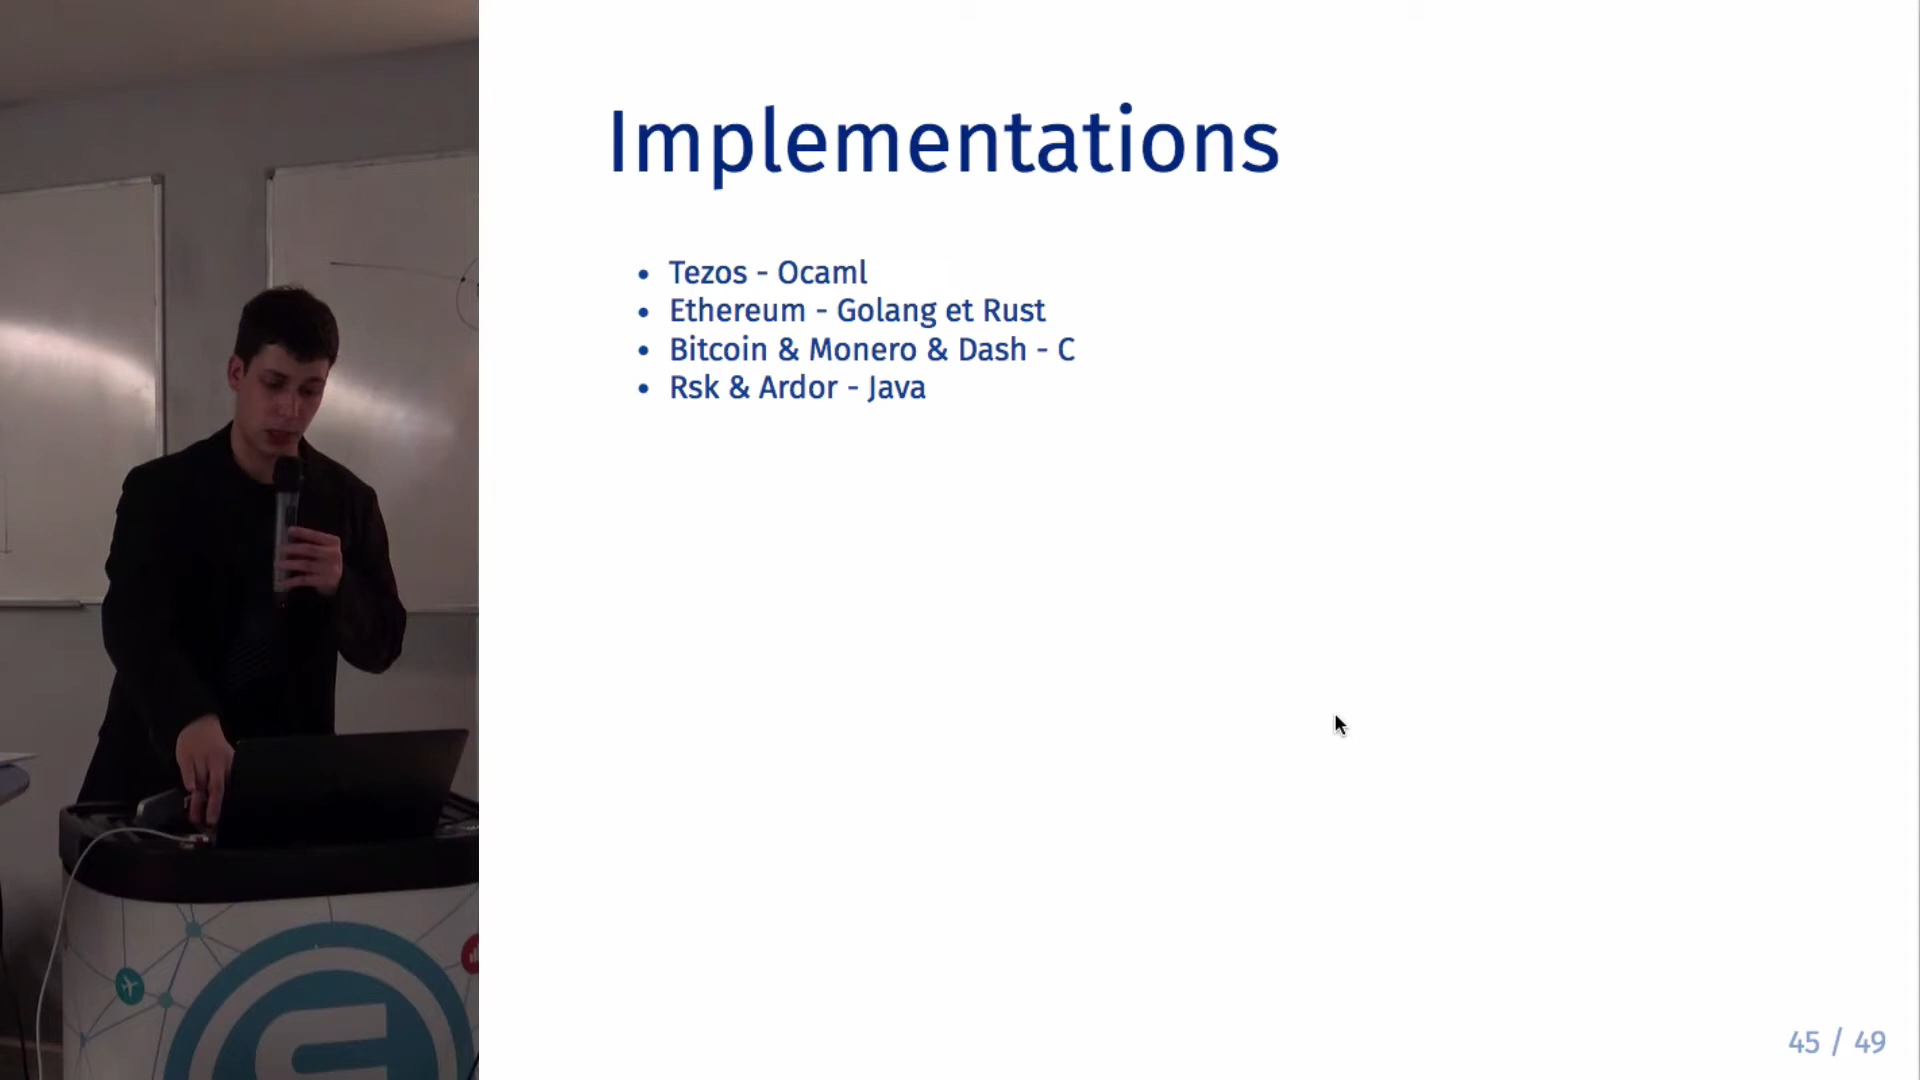 Implementations
• Tezos - Ocaml
• Ethereum - Golang et Rust
• Bitcoin & Monero & Dash - C
• Rsk & Ardor - Java
45 / 49